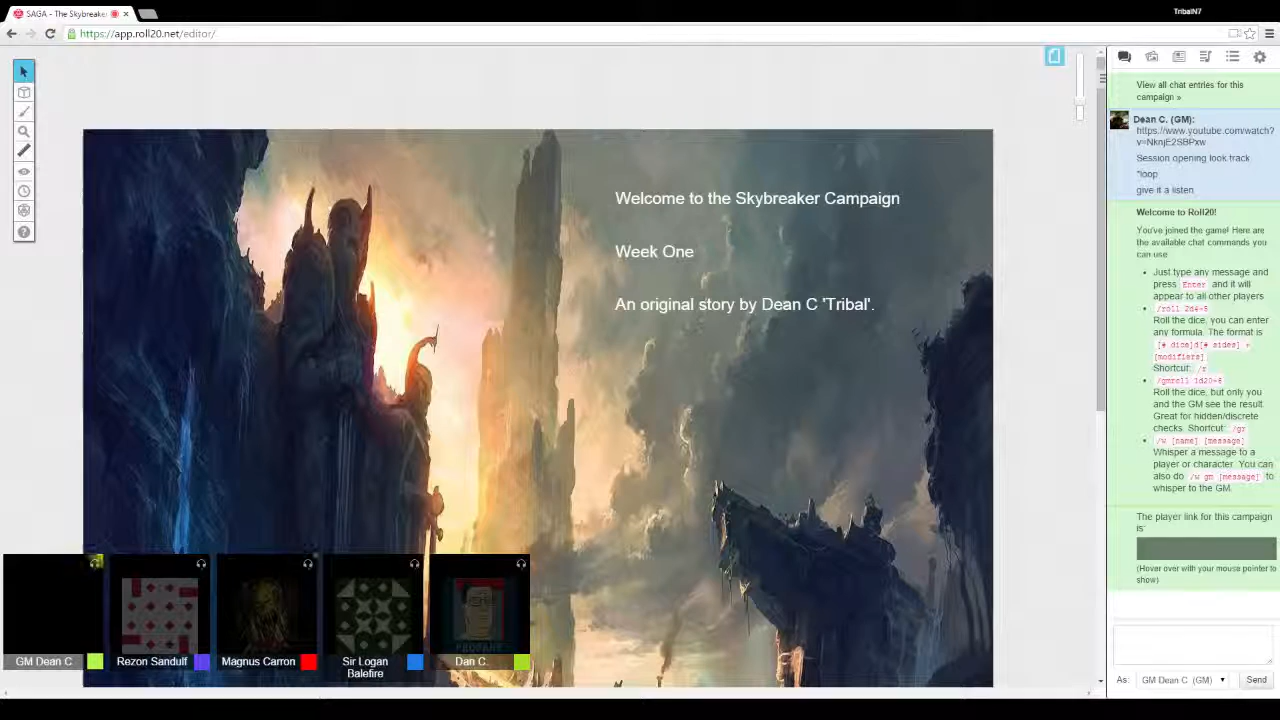 TribalN7
SAGA - The Skybreaker
https://app.roll20.net/editor/
Welcome to the Skybreaker Campaign
Week One
An original story by Dean C 'Tribal'.
GM Dean C
Rezon Sandulf
Magnus Carron
Sir Logan
Balefire
Dan C.
View all chat entries for this
campaign »
Dean C. (GM):
https://www.youtube.com/watch?
v=NknjE2SBPxw
Session opening look track
*loop
give it a listen
Welcome to Roll20!
You've joined the game! Here are
the available chat commands you
can use
Just type any message and
press Enter and it will
appear to all other players
/roll 2d4+5
Roll the dice, you can enter
any formula. The format is
[# dice]d[# sides] +
[modifiers]
Shortcut: /r
/gmroll 1d20+6
Roll the dice, but only you
and the GM see the result.
Great for hidden/discrete
checks. Shortcut: /gr
/w [name] [message]
Whisper a message to a
player or character. You can
also do /w gm [message] to
whisper to the GM.
The player link for this campaign
is
(Hover over with your mouse pointer to
show)
As: GM Dean C (GM) Send